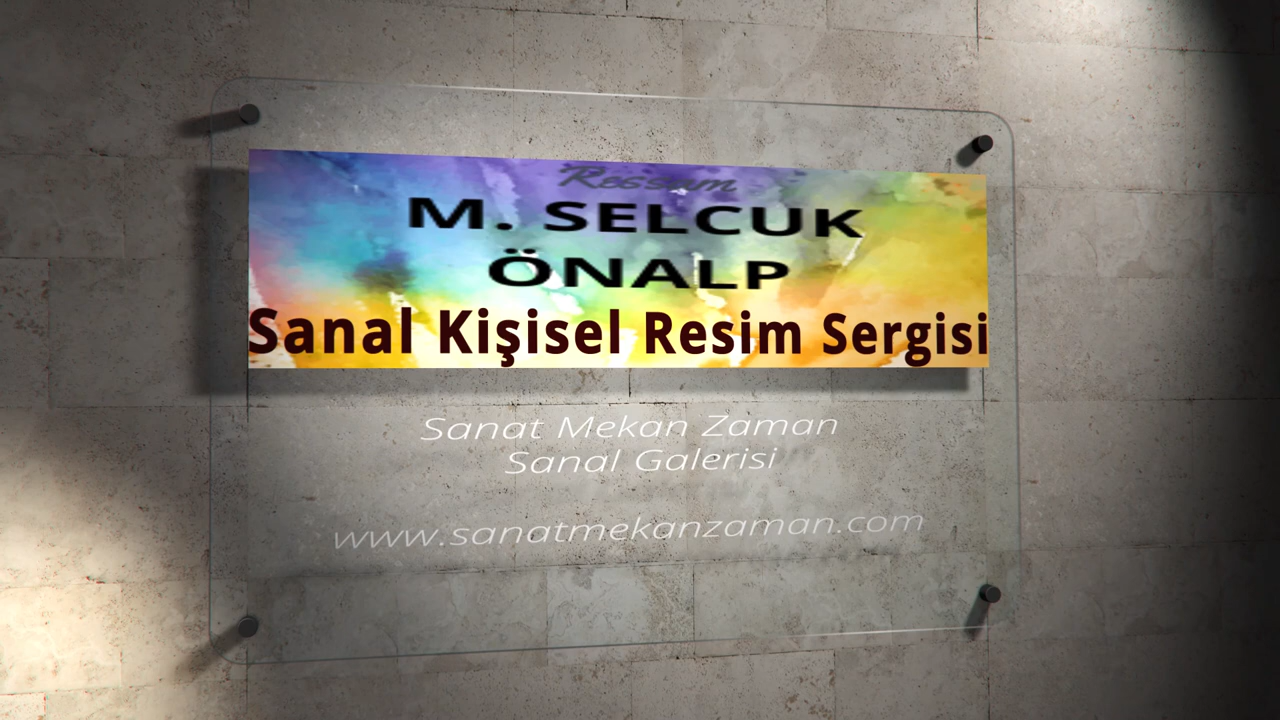 Ressam
M. SELCUK
ÖNALP
Sanal Kişisel Resim Sergisi
Sanat Mekan Zaman
Sanal Galerisi
www.sanatmekanzaman.com